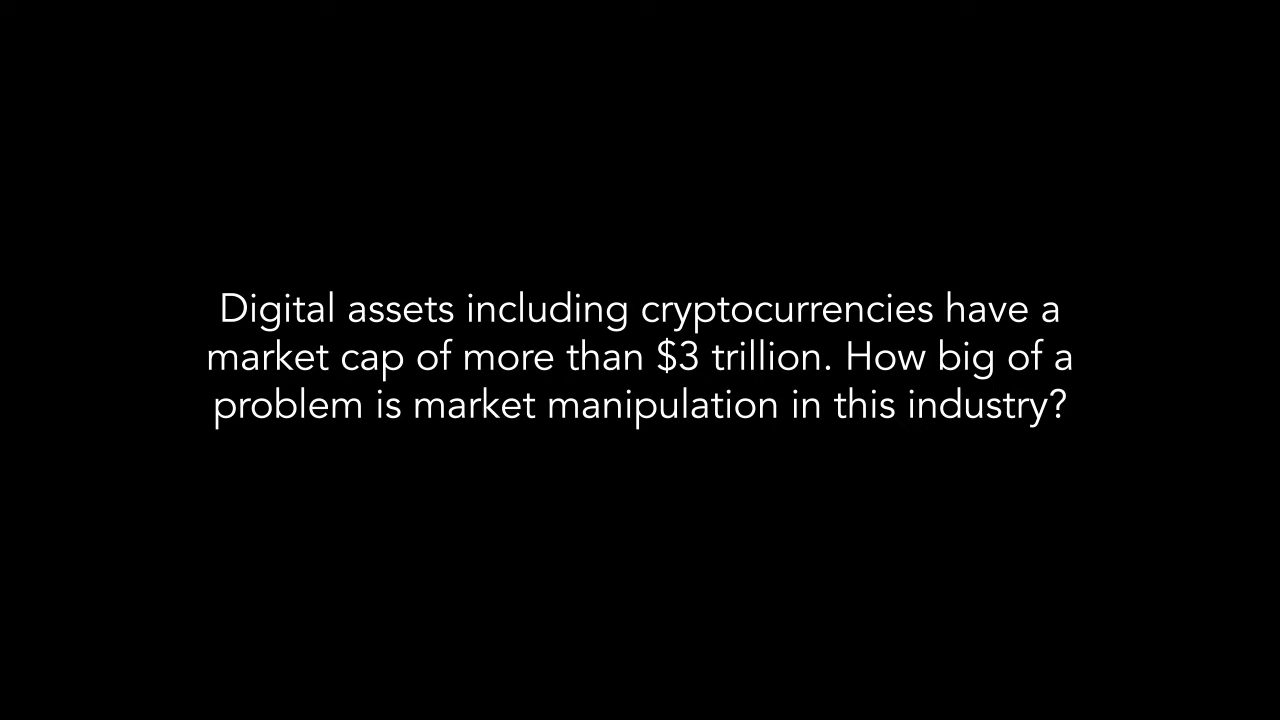 Digital assets including cryptocurrencies have a
market cap of more than $3 trillion. How big of a
problem is market manipulation in this industry?